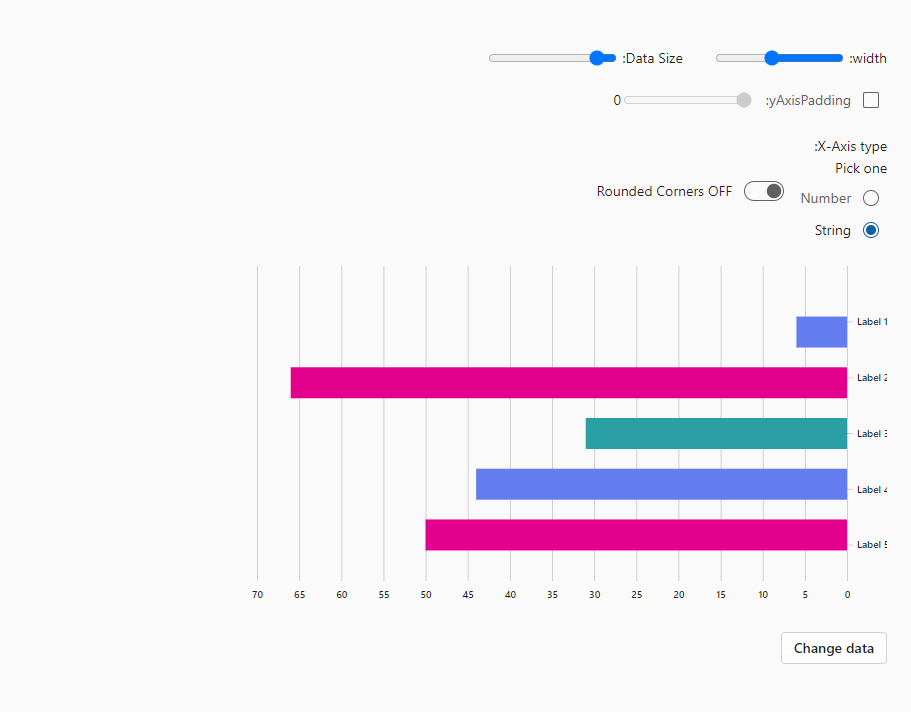 :width
:Data Size
:yAxisPadding
0
:X-Axis type
Pick one
Number
Rounded Corners OFF
String
Label 1
Label 2
Label 3
Label 4
Label 5
70 65 60 55 50 45 40 35 30 25 20 15 10 5 0
Change data